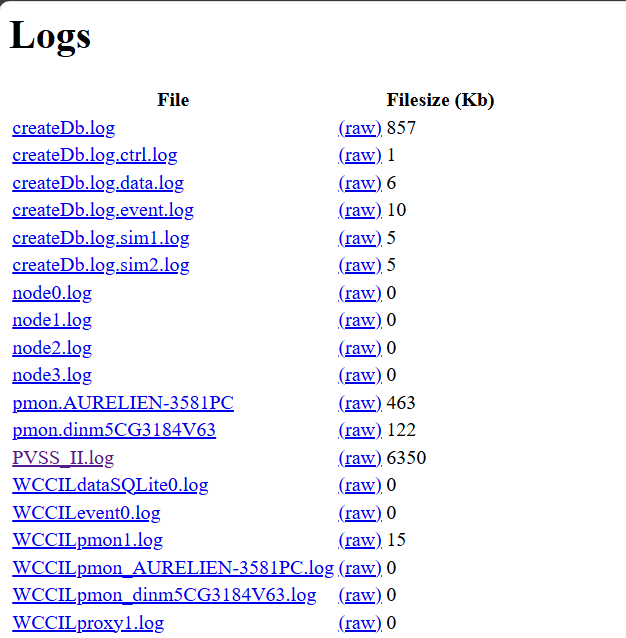 Logs
File Filesize (Kb)
createDb.log (raw) 857
createDb.log.ctrl.log (raw) 1
createDb.log.data.log (raw) 6
createDb.log.event.log (raw) 10
createDb.log.sim1.log (raw) 5
createDb.log.sim2.log (raw) 5
node0.log (raw) 0
node1.log (raw) 0
node2.log (raw) 0
node3.log (raw) 0
pmon.AURELIEN-3581PC (raw) 463
pmon.dinm5CG3184V63 (raw) 122
PVSS_II.log (raw) 6350
WCCILdataSQLite0.log (raw) 0
WCCILevent0.log (raw) 0
WCCILpmon1.log (raw) 15
WCCILpmon_AURELIEN-3581PC.log (raw) 0
WCCILpmon_dinm5CG3184V63.log (raw) 0
WCCILproxy1.log (raw) 0